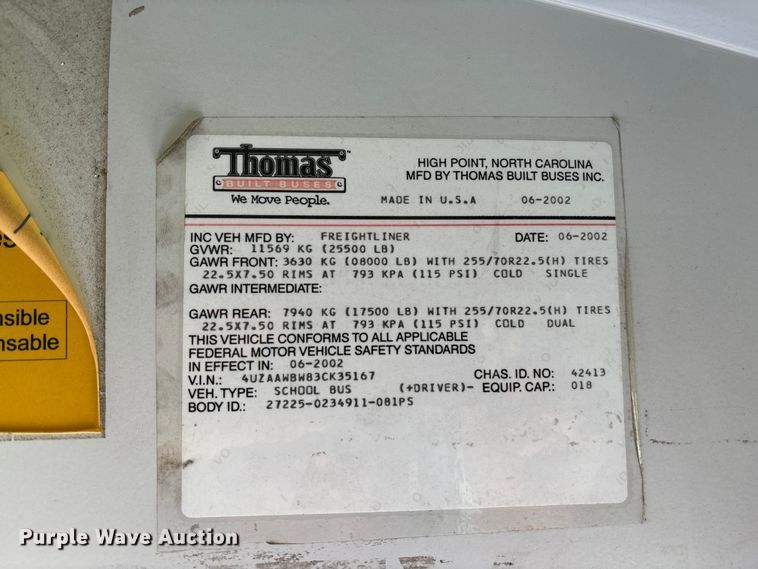 Thomas
BUILT BUSES
We Move People.
HIGH POINT, NORTH CAROLINA
MFD BY THOMAS BUILT BUSES INC.
MADE IN U.S.A 06-2002
INC VEH MFD BY: FREIGHTLINER DATE: 06-2002
GVWR: 11569 KG (25500 LB)
GAWR FRONT: 3630 KG (08000 LB) WITH 255/70R22.5(H) TIRES
22.5X7.50 RIMS AT 793 KPA (115 PSI) COLD SINGLE
GAWR INTERMEDIATE:
GAWR REAR: 7940 KG (17500 LB) WITH 255/70R22.5(H) TIRES
22.5X7.50 RIMS AT 793 KPA (115 PSI) COLD DUAL
THIS VEHICLE CONFORMS TO ALL APPLICABLE
FEDERAL MOTOR VEHICLE SAFETY STANDARDS
IN EFFECT IN: 06-2002
V.I.N.: 4UZAAWBW83CK35167 CHAS. ID. NO: 42413
VEH. TYPE: SCHOOL BUS (+DRIVER)- EQUIP. CAP.: 018
BODY ID.: 27225-0234911-081PS
nsible
nsable
Purple Wave Auction